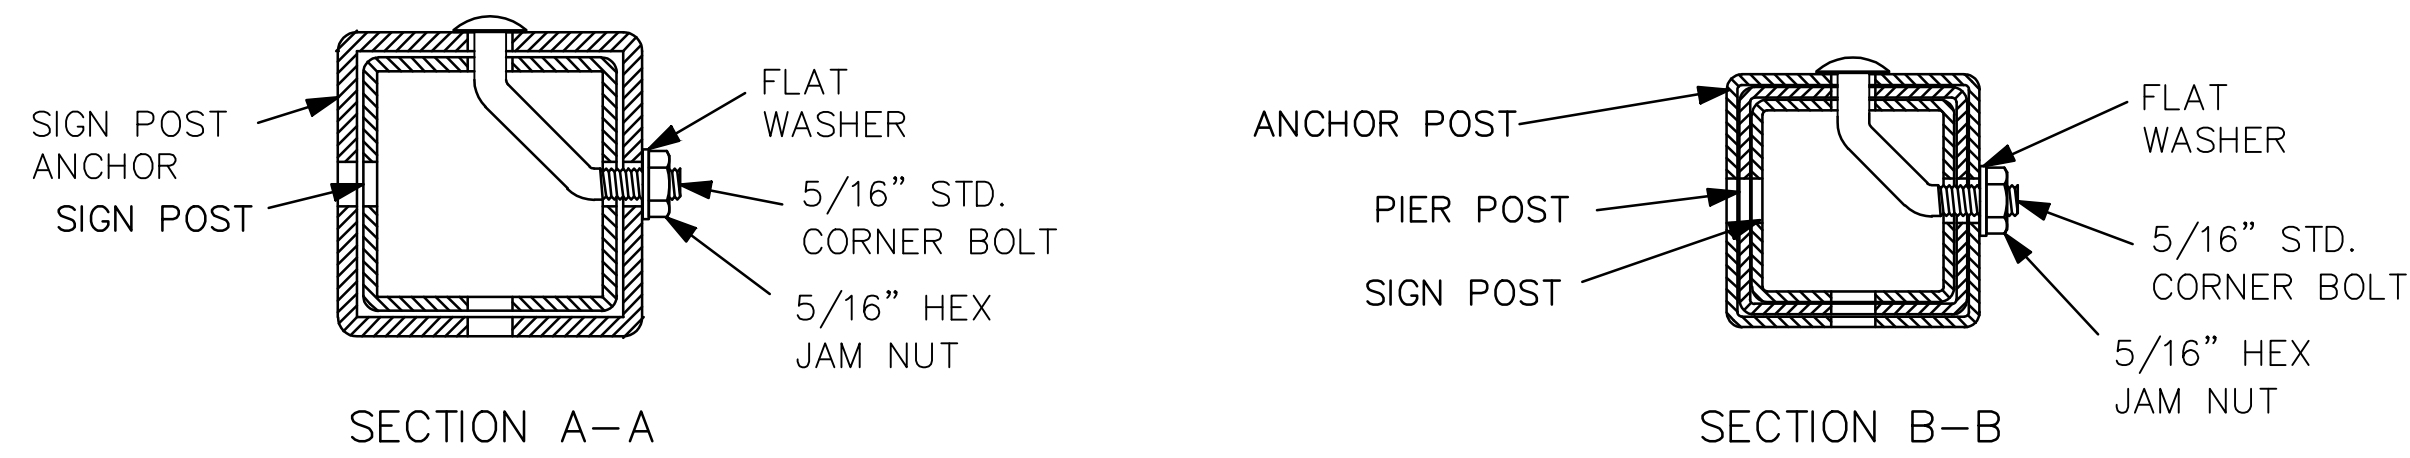 SIGN POST
ANCHOR
SIGN POST
FLAT
WASHER
5/16” STD.
CORNER BOLT
5/16” HEX
JAM NUT
SECTION A–A
ANCHOR POST
PIER POST
SIGN POST
FLAT
WASHER
5/16” STD.
CORNER BOLT
5/16” HEX
JAM NUT
SECTION B–B